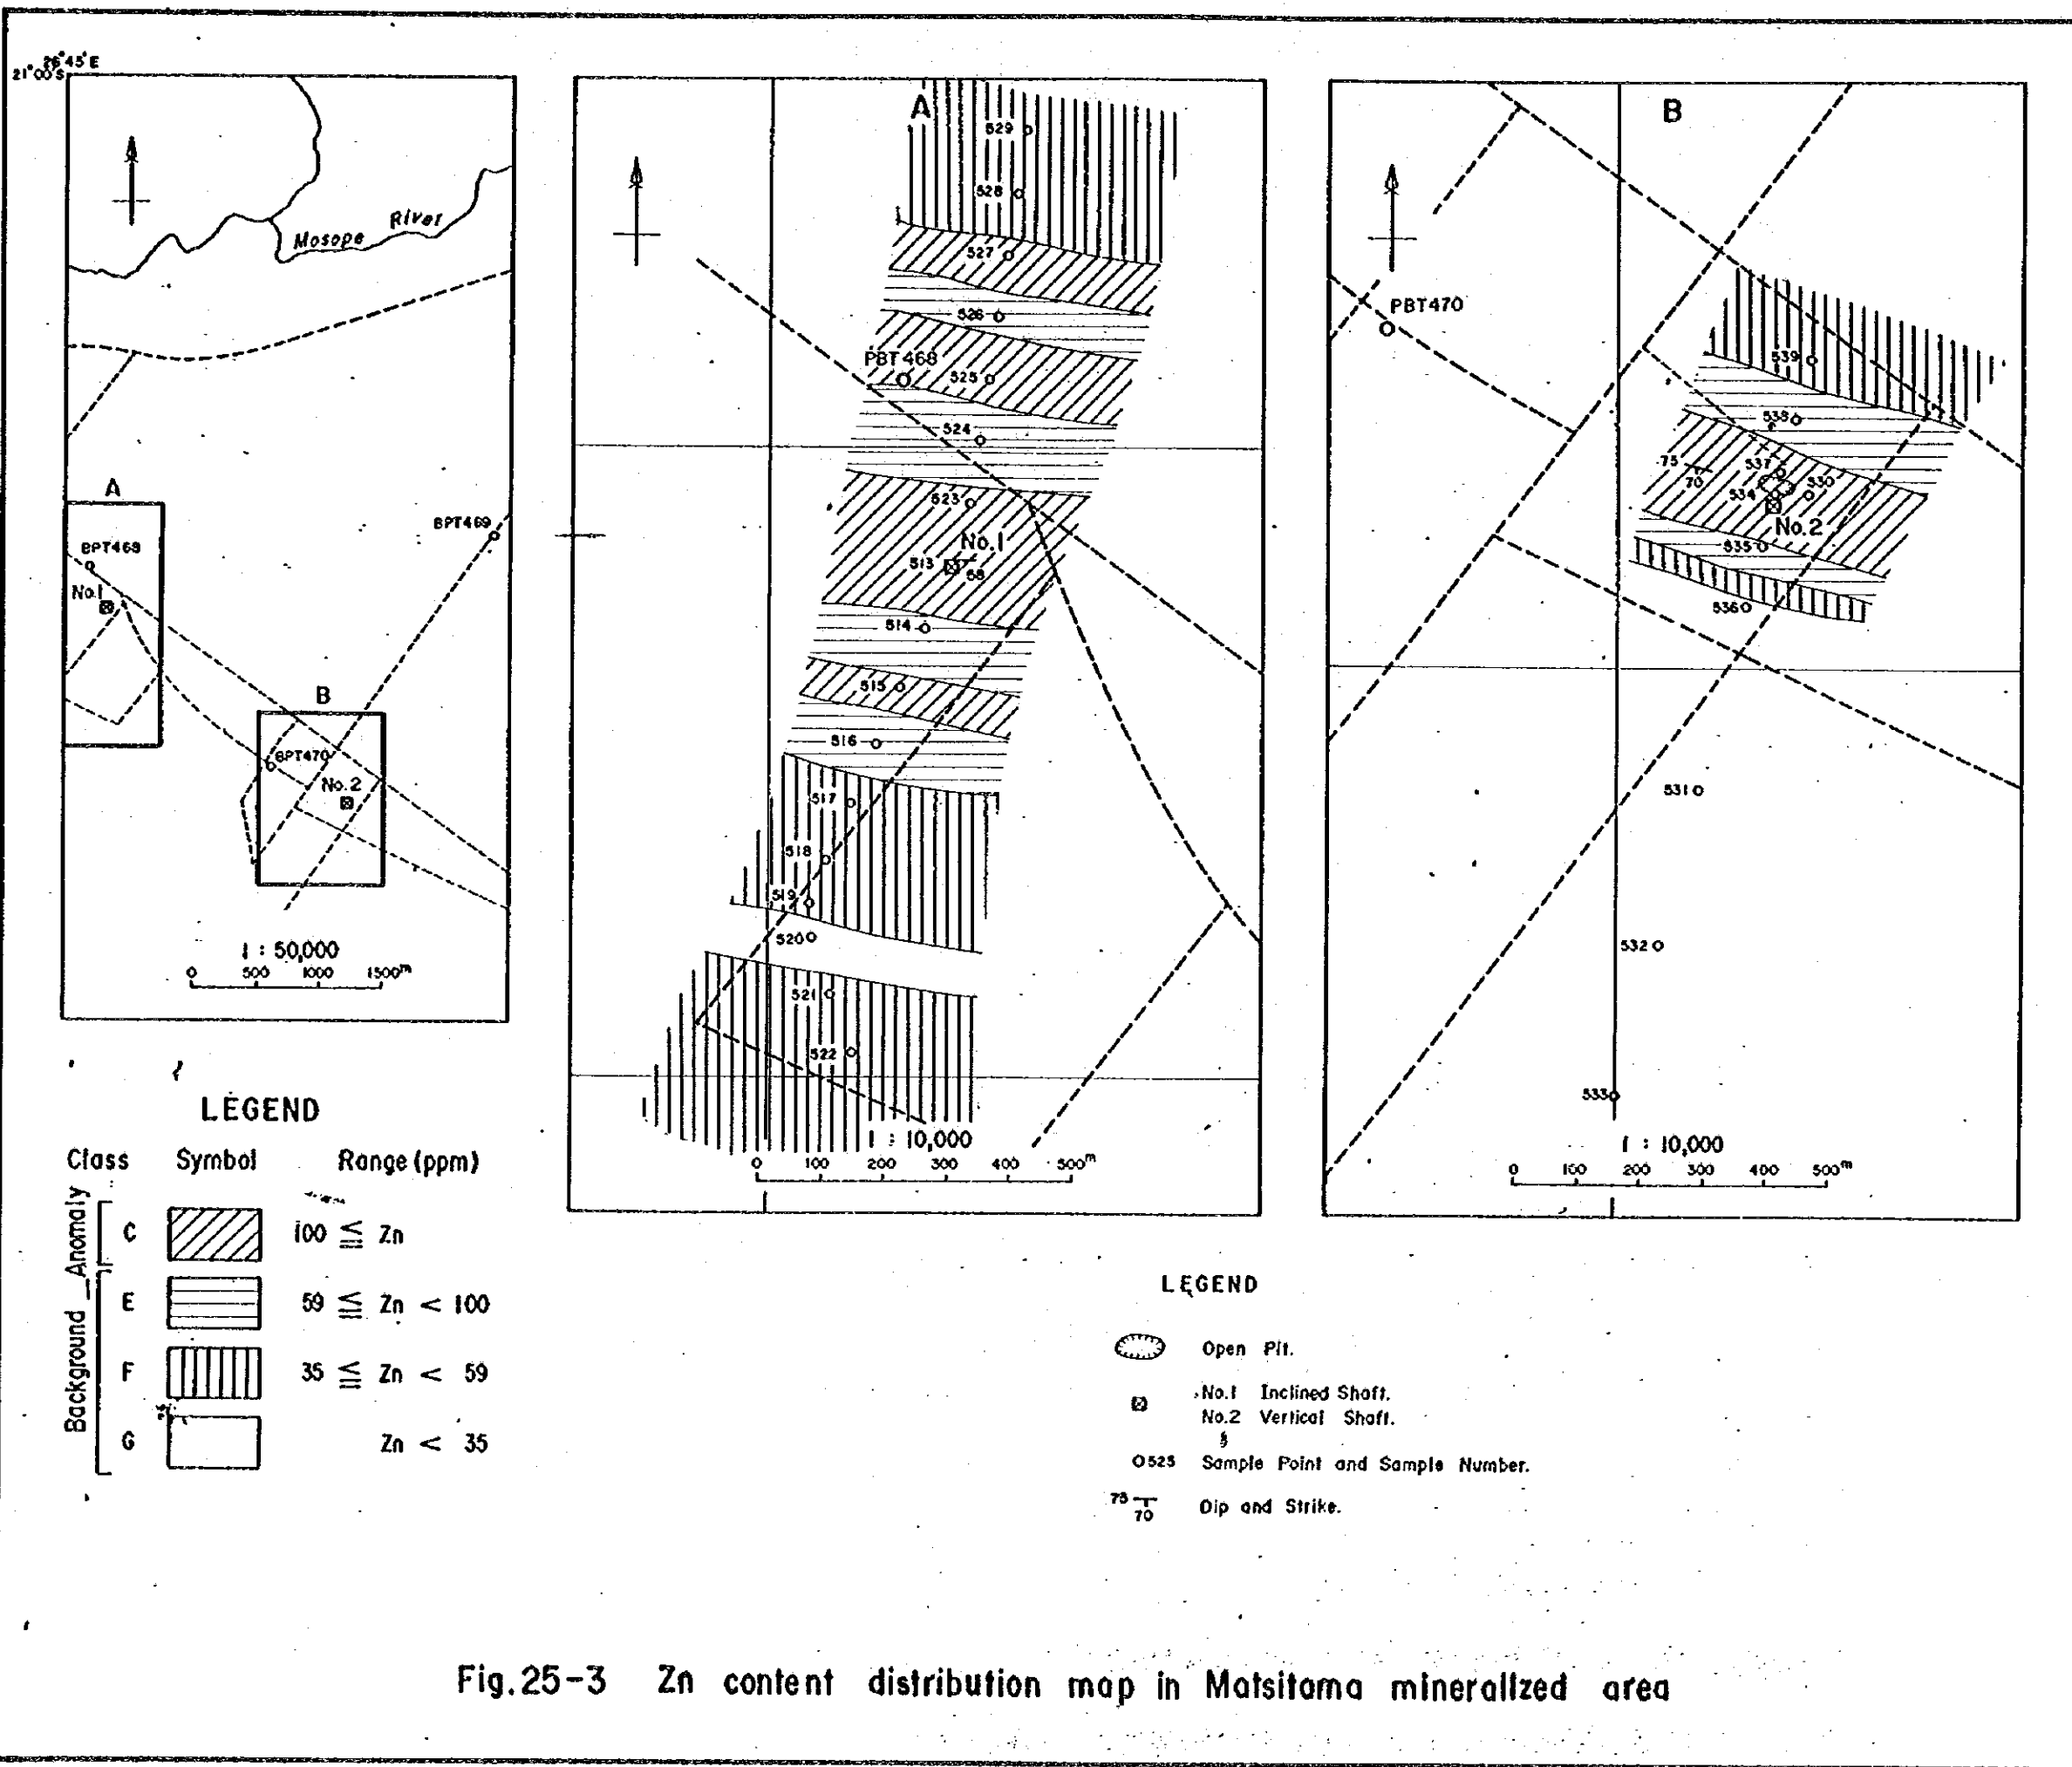 26°45'E
21°00'S
Mosope River
A
BPT468
No.1
BPT469
B
BPT470
No.2
1 : 50,000
0 500 1000 1500m
A
529
528
527
526
PBT468
525
524
523
No.1
513
68
514
515
516
517
518
519
520
521
522
1 : 10,000
0 100 200 300 400 500m
B
PBT470
539
538
75
70
537
530
534
No.2
535
536
531
532
533
1 : 10,000
0 100 200 300 400 500m
LEGEND
Class Symbol Range (ppm)
Anomaly
Background
C 100 ≦ Zn
E 59 ≦ Zn < 100
F 35 ≦ Zn < 59
G Zn < 35
LEGEND
Open Pit.
No.1 Inclined Shaft.
No.2 Vertical Shaft.
O525 Sample Point and Sample Number.
75 70 Dip and Strike.
Fig.25-3 Zn content distribution map in Matsitama mineralized area